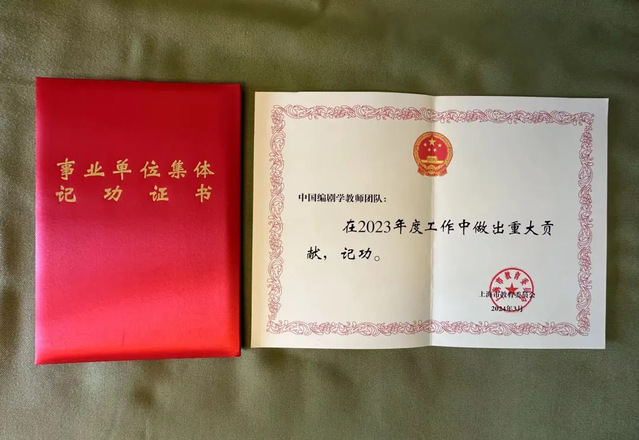 事业单位集体
记功证书
中国编剧学教师团队：
在2023年度工作中做出重大贡
献，记功。
上海市教育委员会
2024年3月